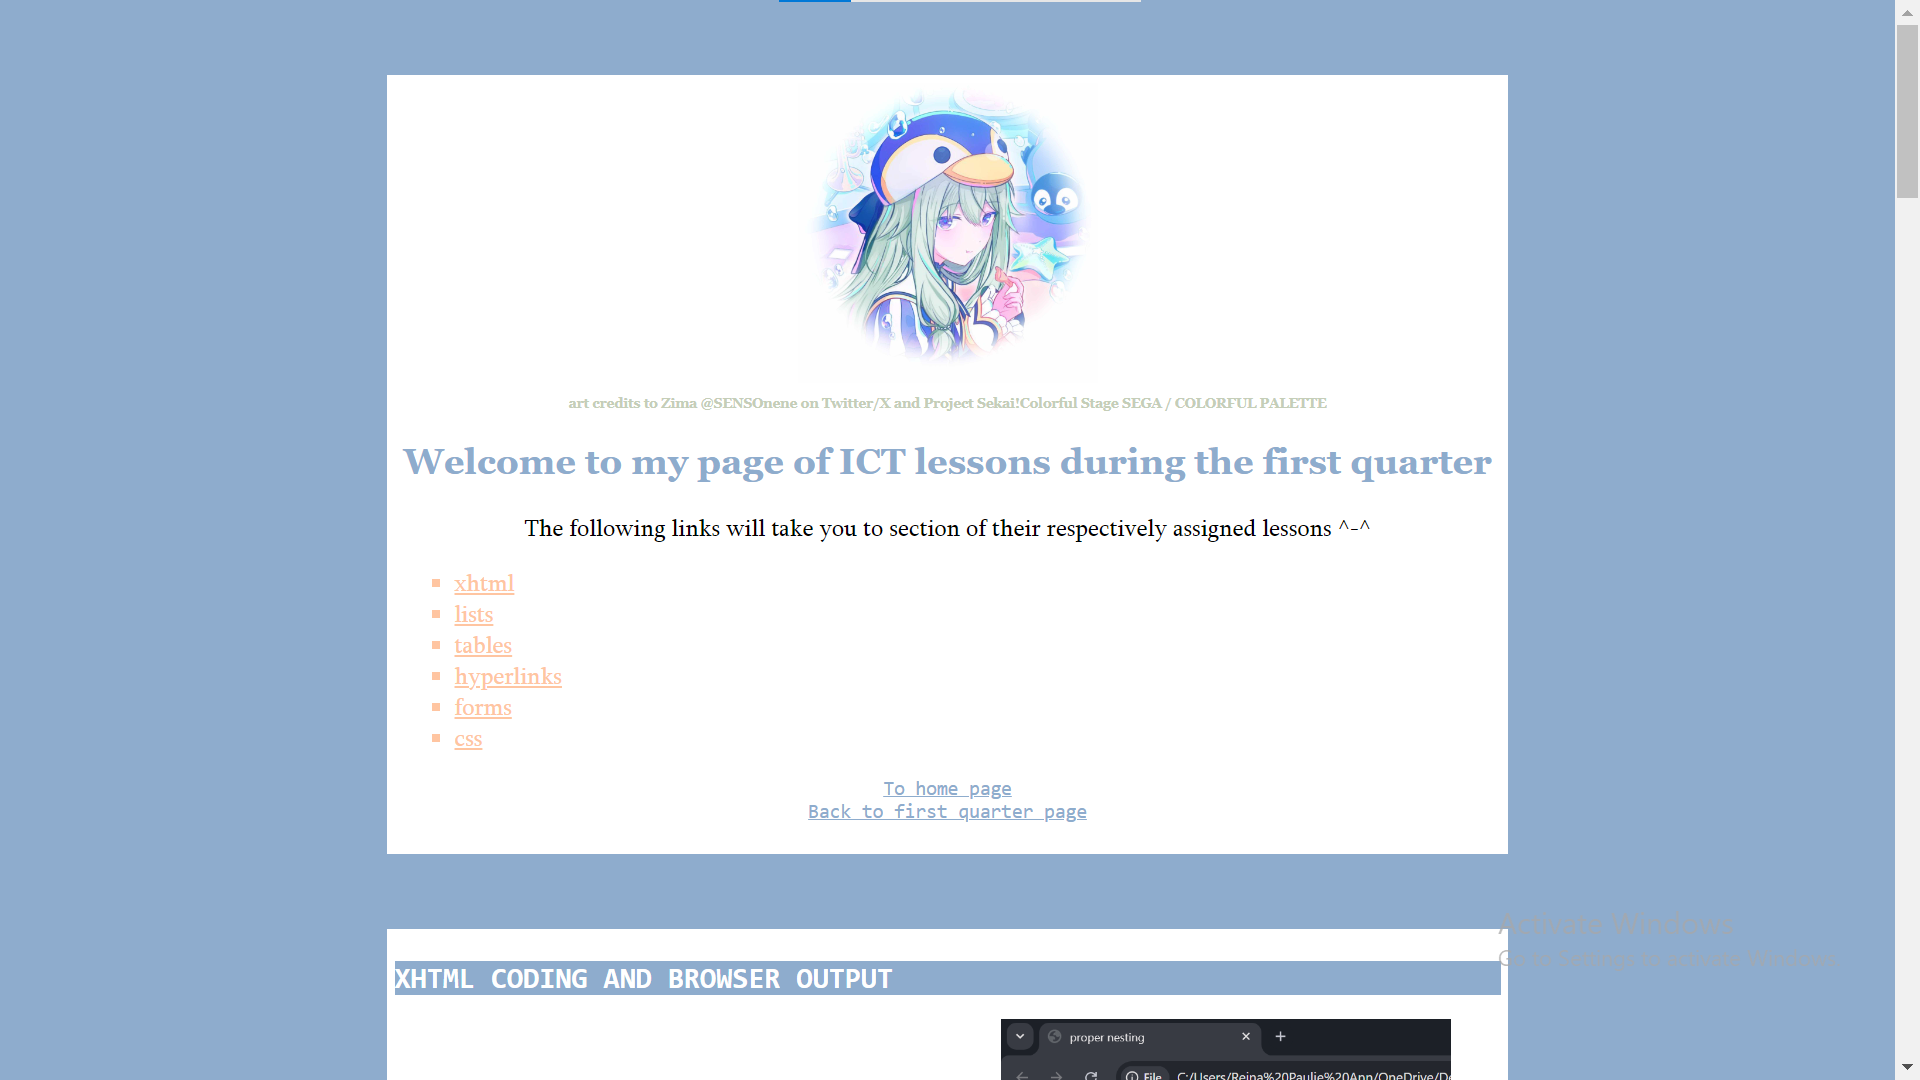 art credits to Zima @SENSOnene on Twitter/X and Project Sekai!Colorful Stage SEGA / COLORFUL PALETTE
Welcome to my page of ICT lessons during the first quarter
The following links will take you to section of their respectively assigned lessons ^-^
xhtml
lists
tables
hyperlinks
forms
css
To home page
Back to first quarter page
Activate Windows
Go to Settings to activate Windows.
XHTML CODING AND BROWSER OUTPUT
proper nesting
File C:/Users/Reina%20Paulie%20Ann/OneDrive/De